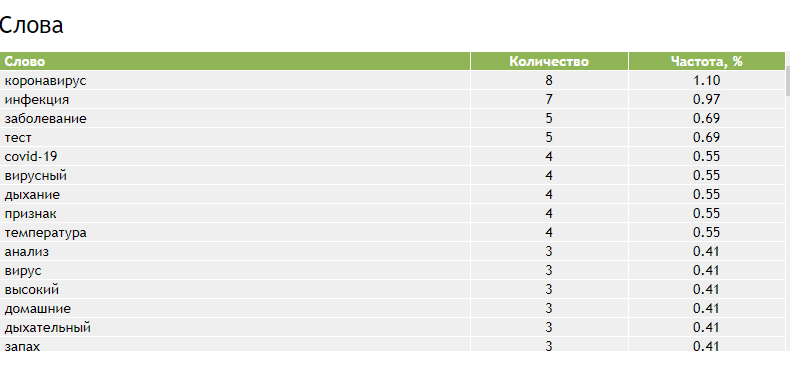 Слова
Слово Количество Частота, %
коронавирус 8 1.10
инфекция 7 0.97
заболевание 5 0.69
тест 5 0.69
covid-19 4 0.55
вирусный 4 0.55
дыхание 4 0.55
признак 4 0.55
температура 4 0.55
анализ 3 0.41
вирус 3 0.41
высокий 3 0.41
домашние 3 0.41
дыхательный 3 0.41
запах 3 0.41